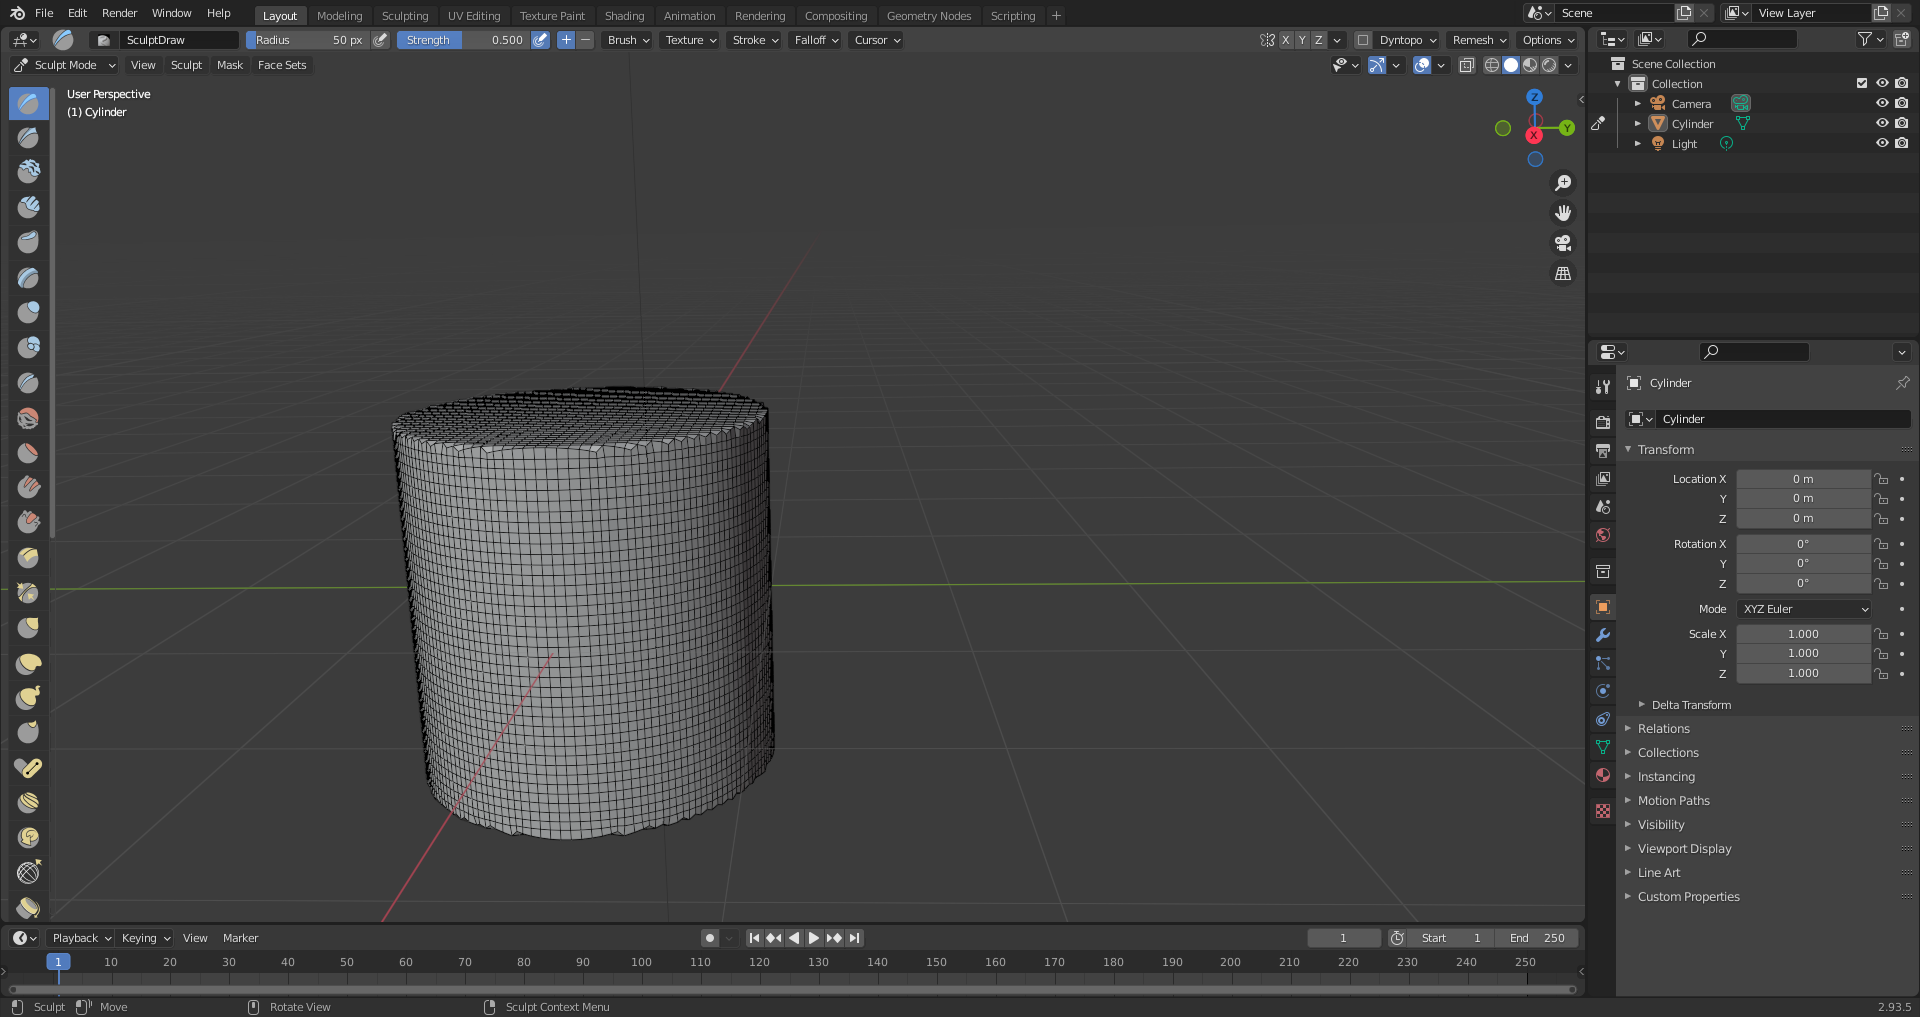 File Edit Render Window Help Layout Modeling Sculpting UV Editing Texture Paint Shading Animation Rendering Compositing Geometry Nodes Scripting + Scene View Layer
SculptDraw Radius 50 px Strength 0.500 + − Brush Texture Stroke Falloff Cursor X Y Z Dyntopo Remesh Options
Sculpt Mode View Sculpt Mask Face Sets
User Perspective
(1) Cylinder
Z
Y
X
Scene Collection
Collection
Camera
Cylinder
Light
Cylinder
Cylinder
Transform
Location X 0 m
Y 0 m
Z 0 m
Rotation X 0°
Y 0°
Z 0°
Mode XYZ Euler
Scale X 1.000
Y 1.000
Z 1.000
Delta Transform
Relations
Collections
Instancing
Motion Paths
Visibility
Viewport Display
Line Art
Custom Properties
Playback Keying View Marker 1 Start 1 End 250
1 10 20 30 40 50 60 70 80 90 100 110 120 130 140 150 160 170 180 190 200 210 220 230 240 250
Sculpt Move Rotate View Sculpt Context Menu 2.93.5